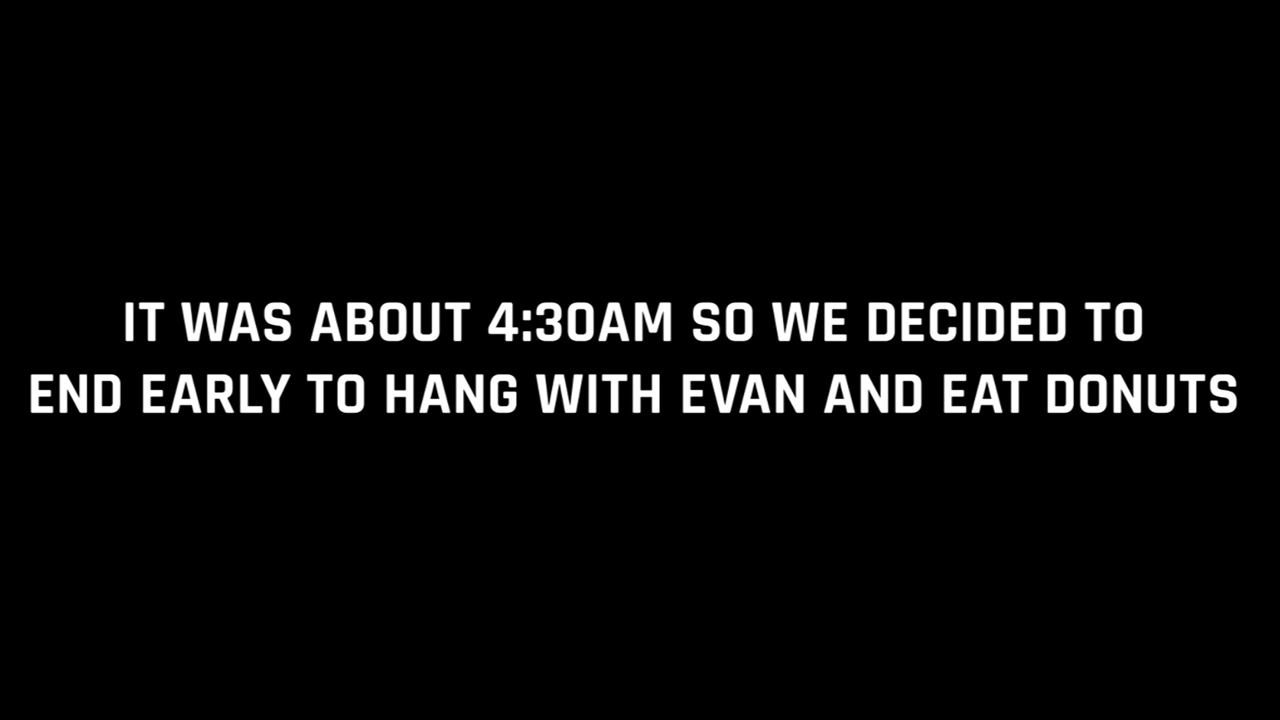 IT WAS ABOUT 4:30AM SO WE DECIDED TO
END EARLY TO HANG WITH EVAN AND EAT DONUTS